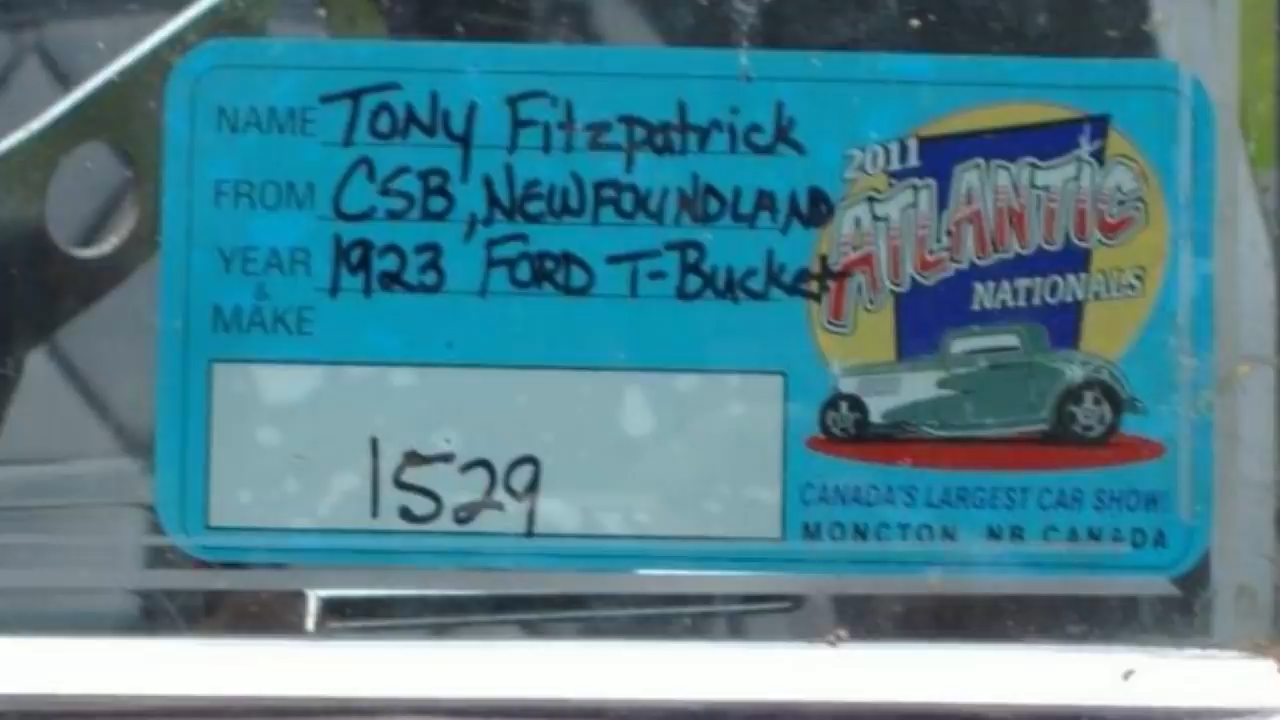 NAME TONY Fitzpatrick
FROM CSB, NEWFOUNDLAND
YEAR & MAKE 1923 FORD T-Bucket
1529
2011
ATLANTIC
NATIONALS
CANADA'S LARGEST CAR SHOW!
MONCTON, NB CANADA